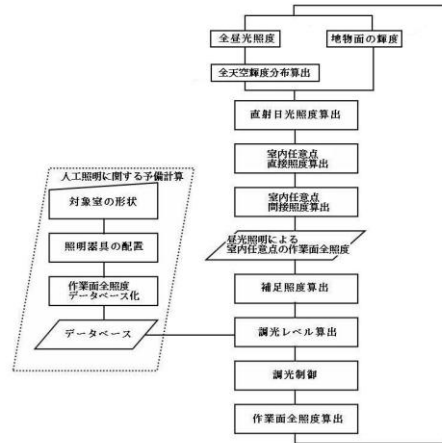 全昼光照度
地物面の輝度
全天空輝度分布算出
直射日光照度算出
室内任意点
直接照度算出
室内任意点
間接照度算出
昼光照明による
室内任意点の作業面全照度
補足照度算出
調光レベル算出
調光制御
作業面全照度算出
人工照明に関する予備計算
対象室の形状
照明器具の配置
作業面全照度
データベース化
データベース